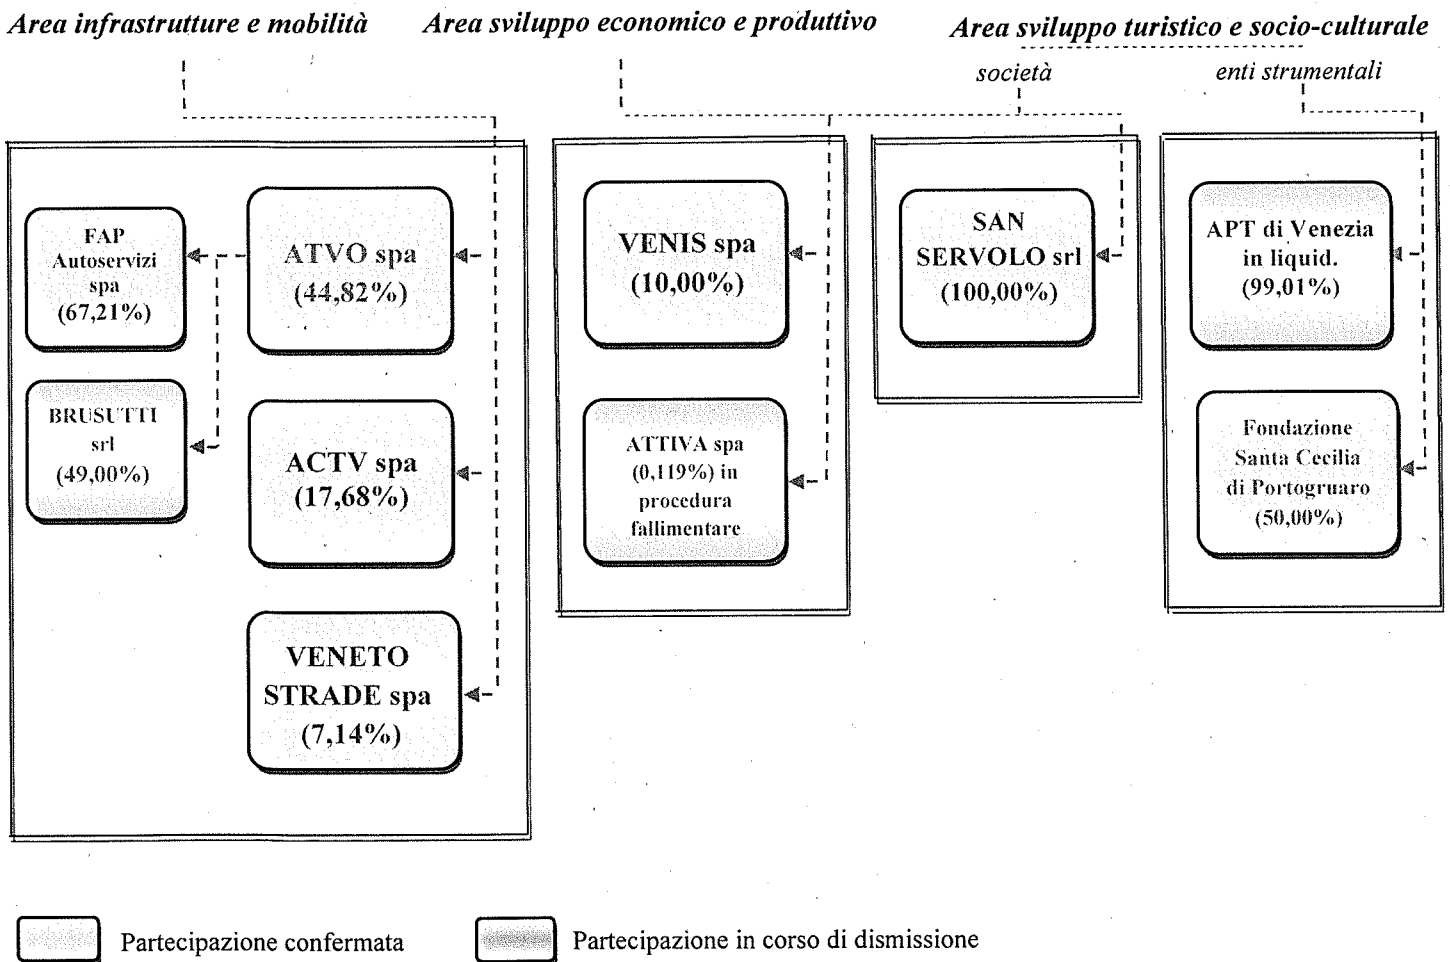 Area infrastrutture e mobilità
Area sviluppo economico e produttivo
Area sviluppo turistico e socio-culturale
società
enti strumentali
FAP
Autoservizi
spa
(67,21%)
ATVO spa
(44,82%)
BRUSUTTI
srl
(49,00%)
ACTV spa
(17,68%)
VENETO
STRADE spa
(7,14%)
VENIS spa
(10,00%)
ATTIVA spa
(0,119%) in
procedura
fallimentare
SAN
SERVOLO srl
(100,00%)
APT di Venezia
in liquid.
(99,01%)
Fondazione
Santa Cecilia
di Portogruaro
(50,00%)
Partecipazione confermata
Partecipazione in corso di dismissione